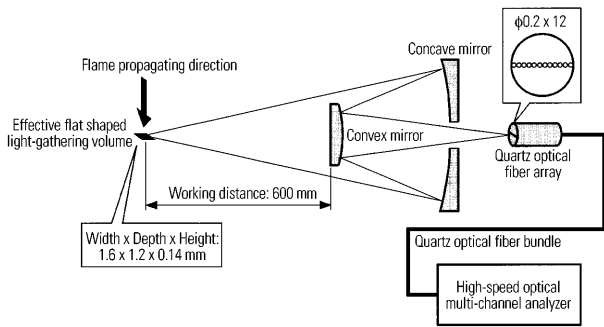 ϕ0.2 x 12
Concave mirror
Flame propagating direction
Effective flat shaped
light-gathering volume
Convex mirror
Quartz optical
fiber array
Working distance: 600 mm
Width x Depth x Height:
1.6 x 1.2 x 0.14 mm
Quartz optical fiber bundle
High-speed optical
multi-channel analyzer